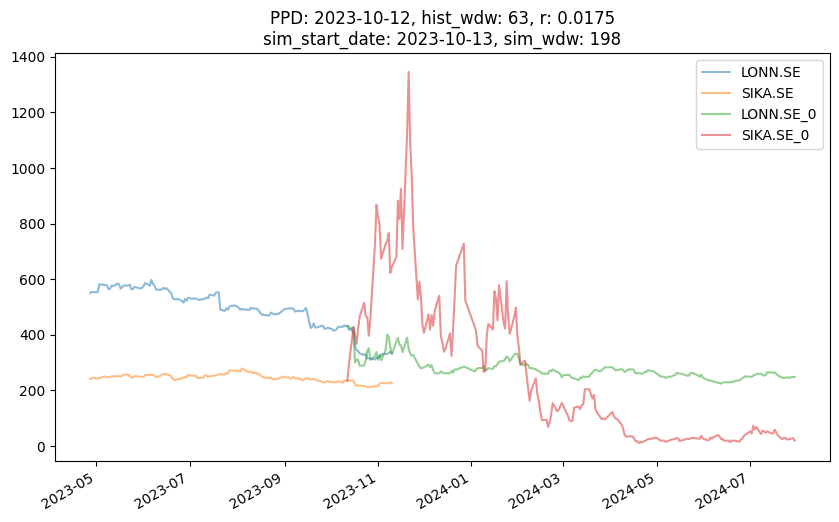 PPD: 2023-10-12, hist_wdw: 63, r: 0.0175
sim_start_date: 2023-10-13, sim_wdw: 198
1400
1200
1000
800
600
400
200
0
LONN.SE
SIKA.SE
LONN.SE_0
SIKA.SE_0
2023-05
2023-07
2023-09
2023-11
2024-01
2024-03
2024-05
2024-07